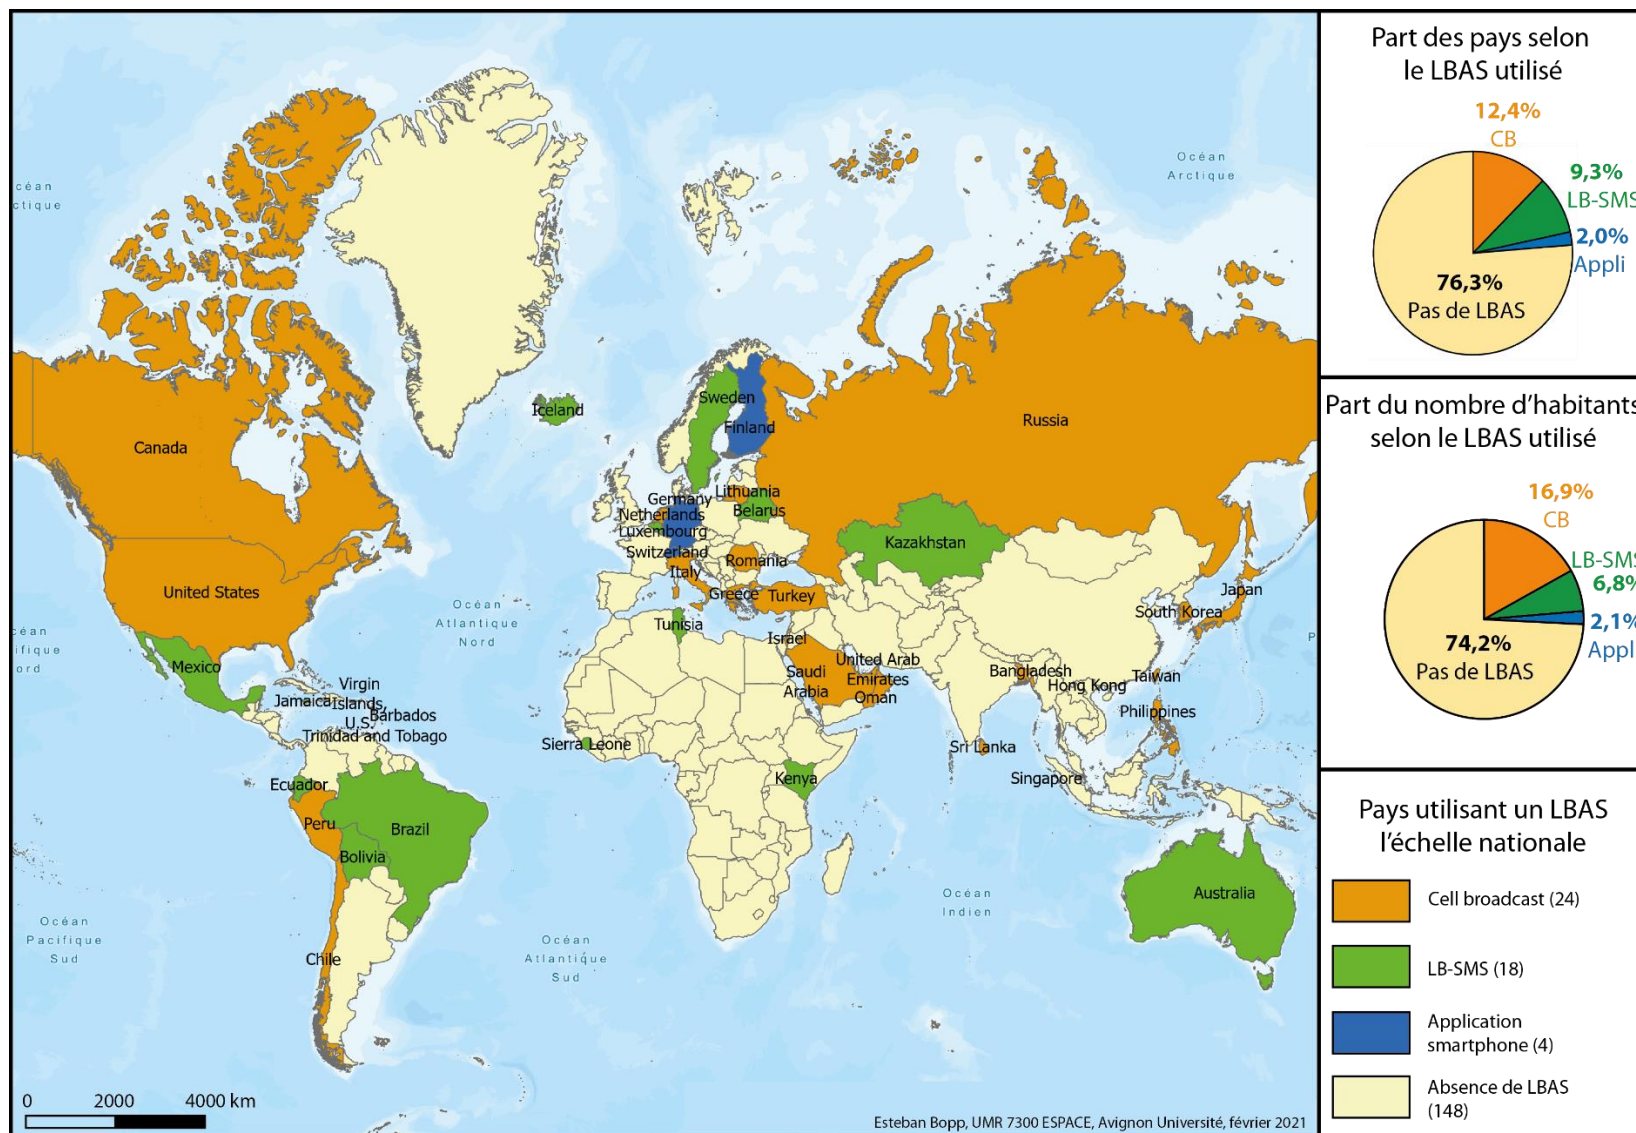 Océan
Arctique
céan
ctique
Canada
Iceland
Sweden
Finland
Russia
Lithuania
Germany
Belarus
Netherlands
Luxembourg
Kazakhstan
Switzerland
Romania
Italy
United States
Greece
Turkey
Japan
South Korea
Océan
Atlantique
Nord
céan
cifique
ord
Tunisia
Israel
Mexico
Saudi
Arabia
United Arab
Emirates
Oman
Bangladesh
Hong Kong
Taiwan
Virgin
Islands,
U.S.
Jamaica
Barbados
Trinidad and Tobago
Philippines
Sierra Leone
Sri Lanka
Singapore
Kenya
Ecuador
Peru
Brazil
Bolivia
Australia
Océan
Indien
Océan
Pacifique
Sud
Océan
Atlantique
Sud
Chile
P
0 2000 4000 km
Esteban Bopp, UMR 7300 ESPACE, Avignon Université, février 2021
Part des pays selon
le LBAS utilisé
12,4%
CB
9,3%
LB-SMS
2,0%
Appli
76,3%
Pas de LBAS
Part du nombre d'habitants
selon le LBAS utilisé
16,9%
CB
LB-SMS
6,8%
2,1%
Appli
74,2%
Pas de LBAS
Pays utilisant un LBAS
l'échelle nationale
Cell broadcast (24)
LB-SMS (18)
Application
smartphone (4)
Absence de LBAS
(148)